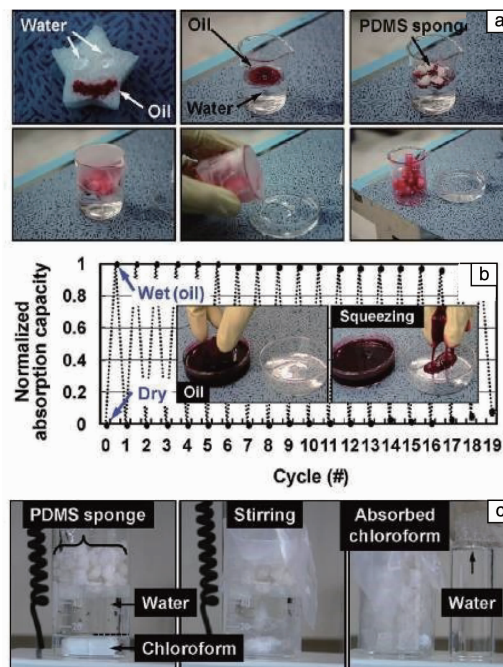 a
Water
Oil
Oil
Water
PDMS spong
b
Normalized
absorption capacity
1
0.8
0.6
0.4
0.2
0
Wet (oil)
Dry
Oil
Squeezing
0 1 2 3 4 5 6 7 8 9 10 11 12 13 14 15 16 17 18 19
Cycle (#)
c
PDMS sponge
Water
Chloroform
Stirring
Absorbed
chloroform
Water